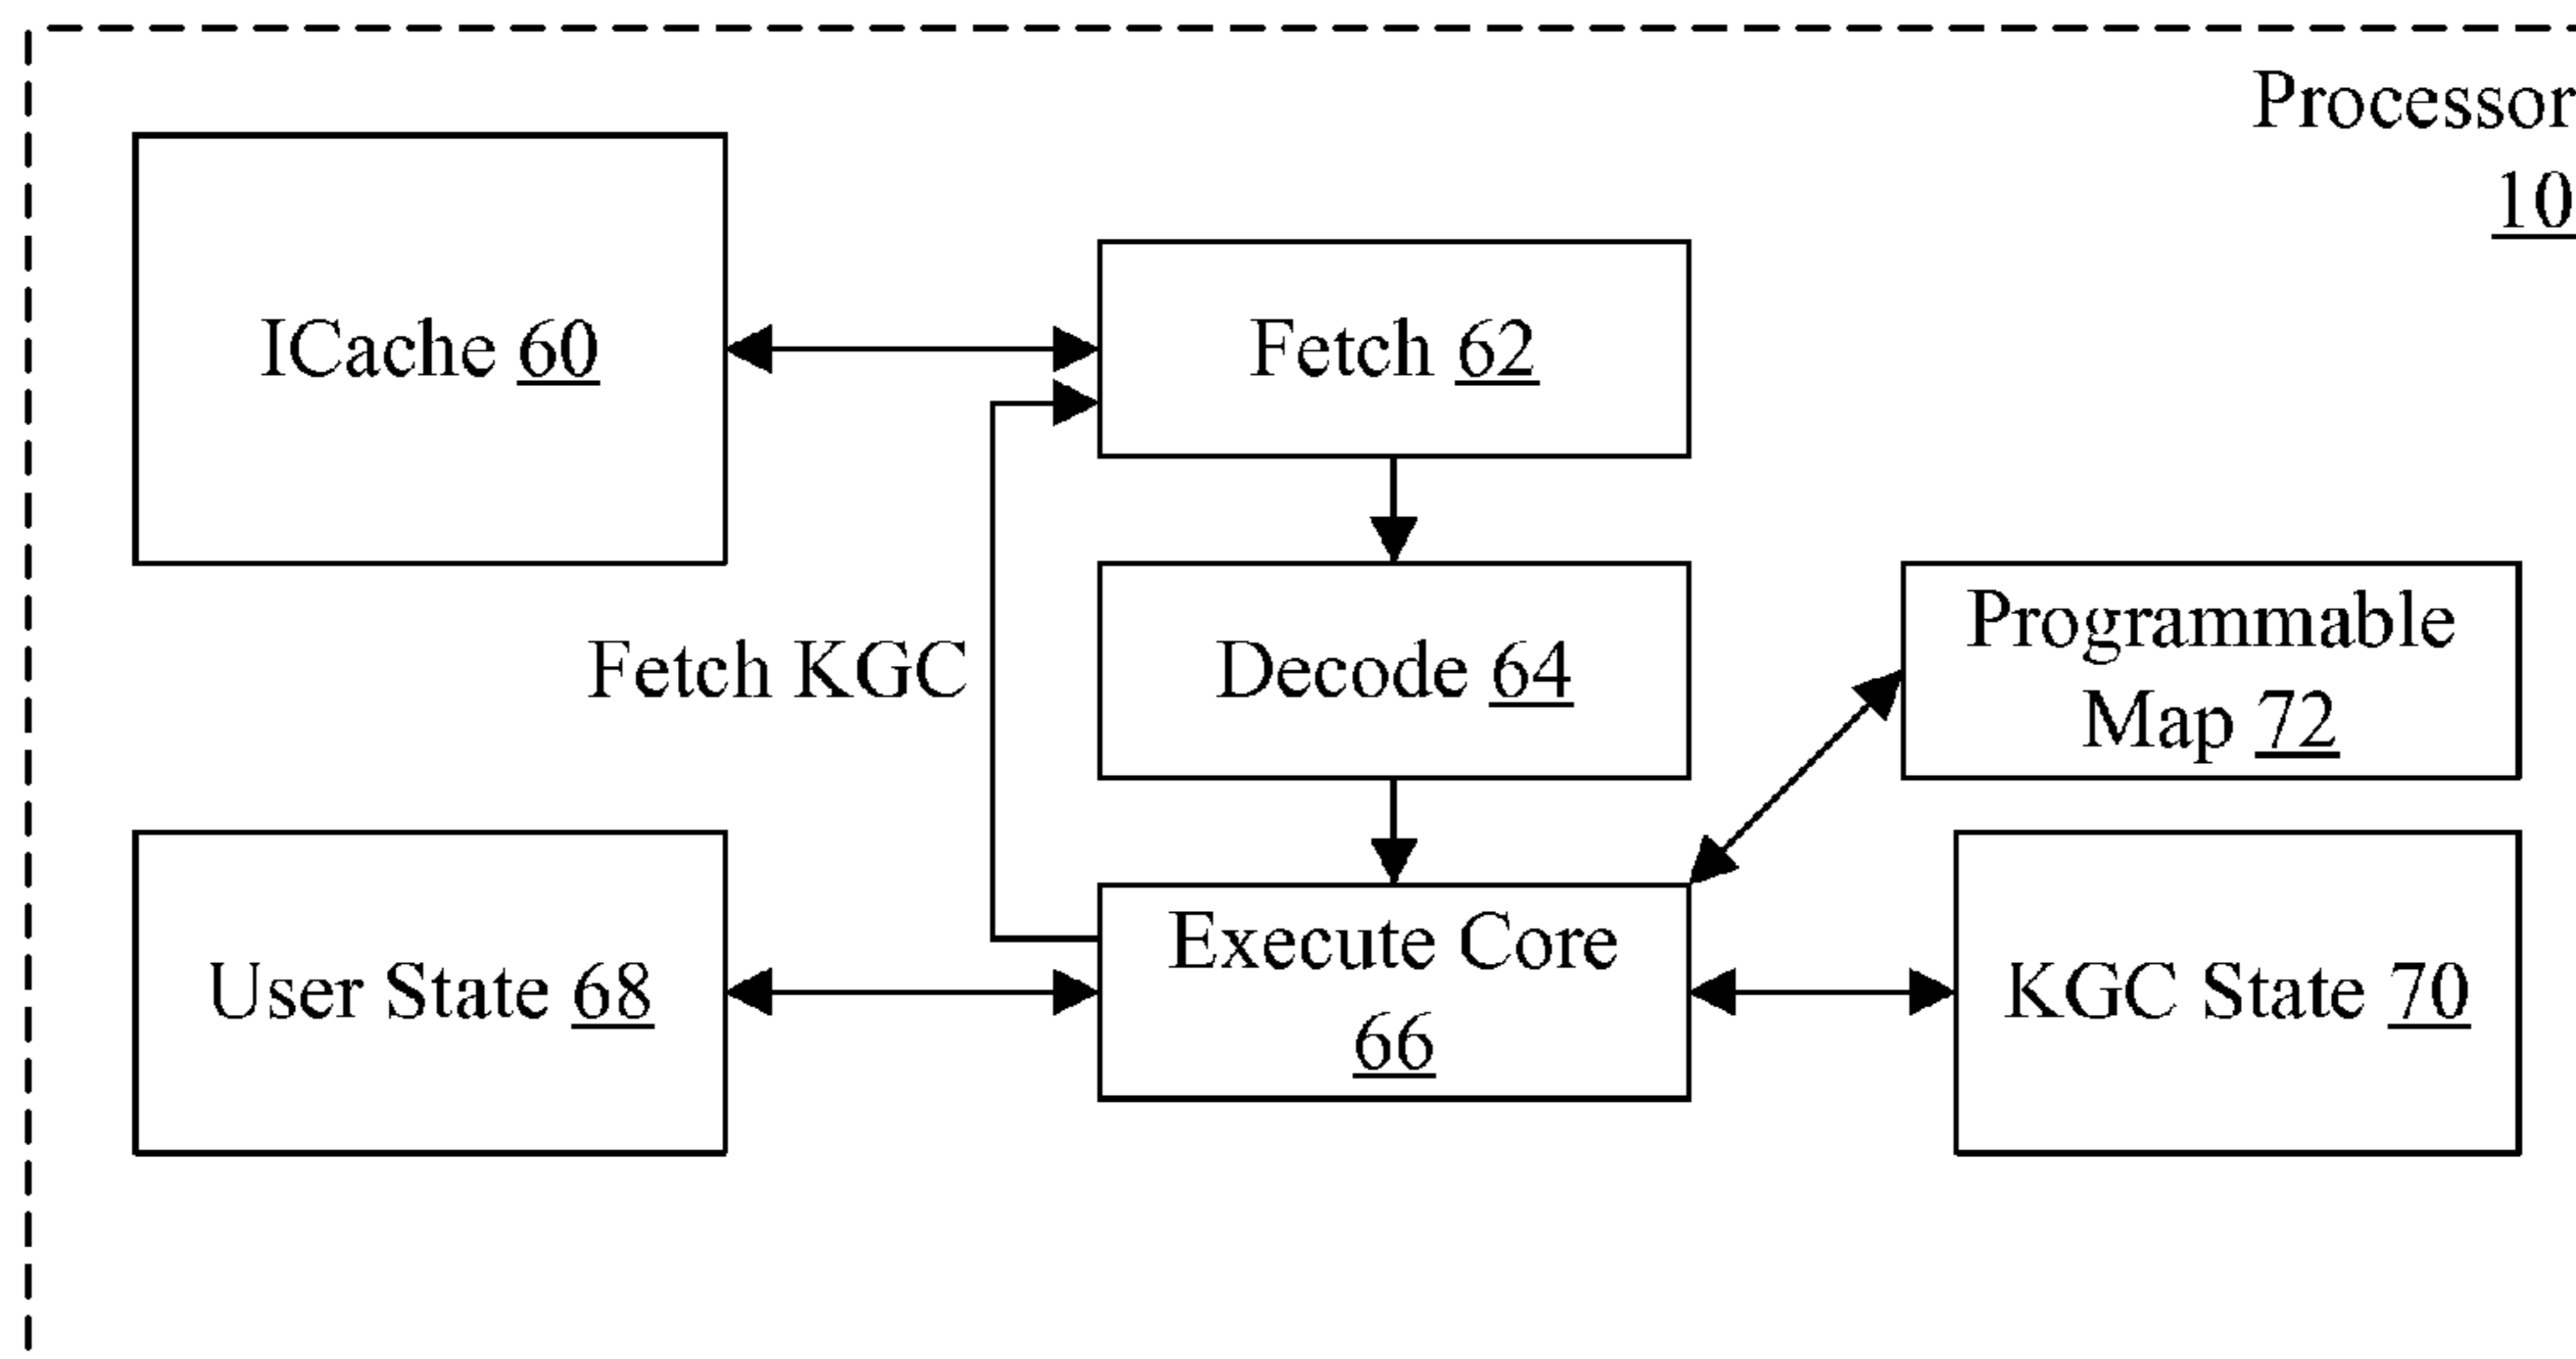 Processor
10
ICache 60
Fetch 62
Fetch KGC
Decode 64
Programmable
Map 72
User State 68
Execute Core
66
KGC State 70